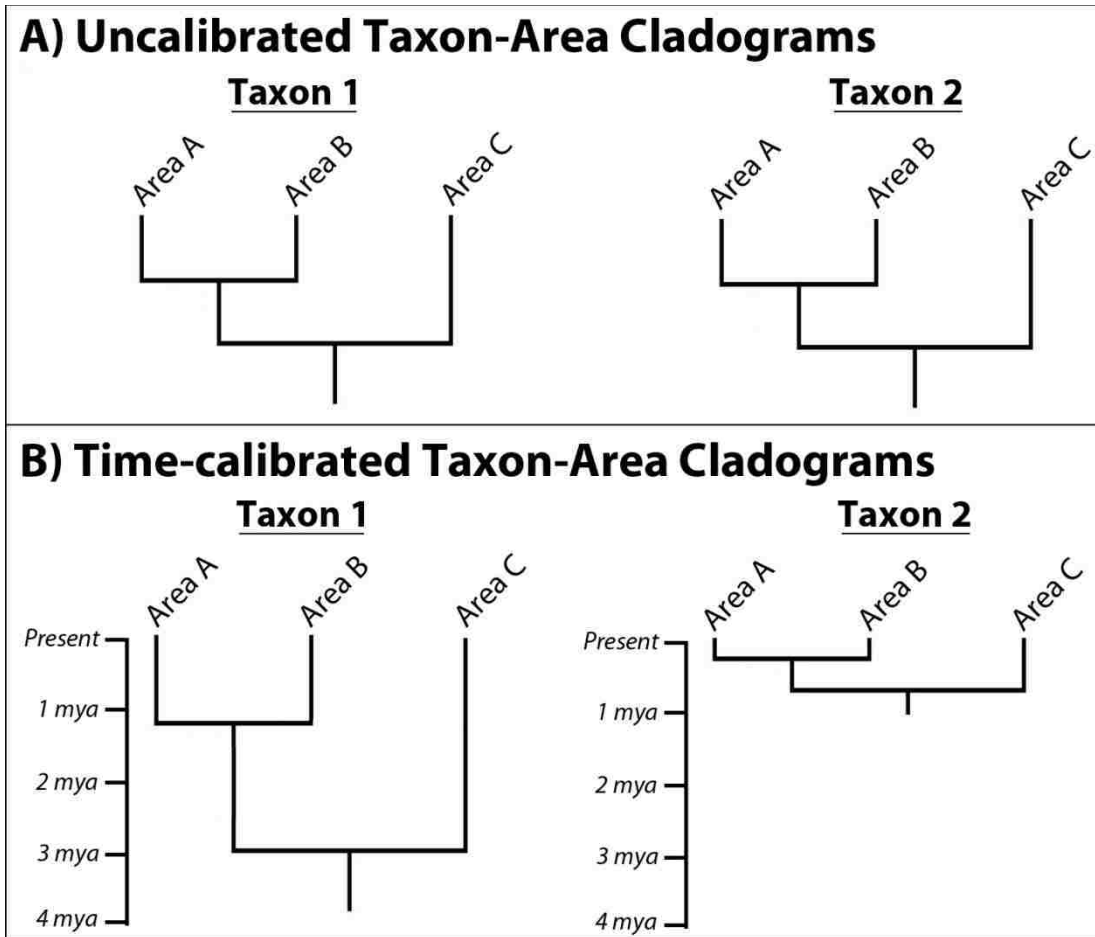 A) Uncalibrated Taxon-Area Cladograms
Taxon 1
Area A
Area B
Area C
Taxon 2
Area A
Area B
Area C
B) Time-calibrated Taxon-Area Cladograms
Taxon 1
Area A
Area B
Area C
Present
1 mya
2 mya
3 mya
4 mya
Taxon 2
Area A
Area B
Area C
Present
1 mya
2 mya
3 mya
4 mya